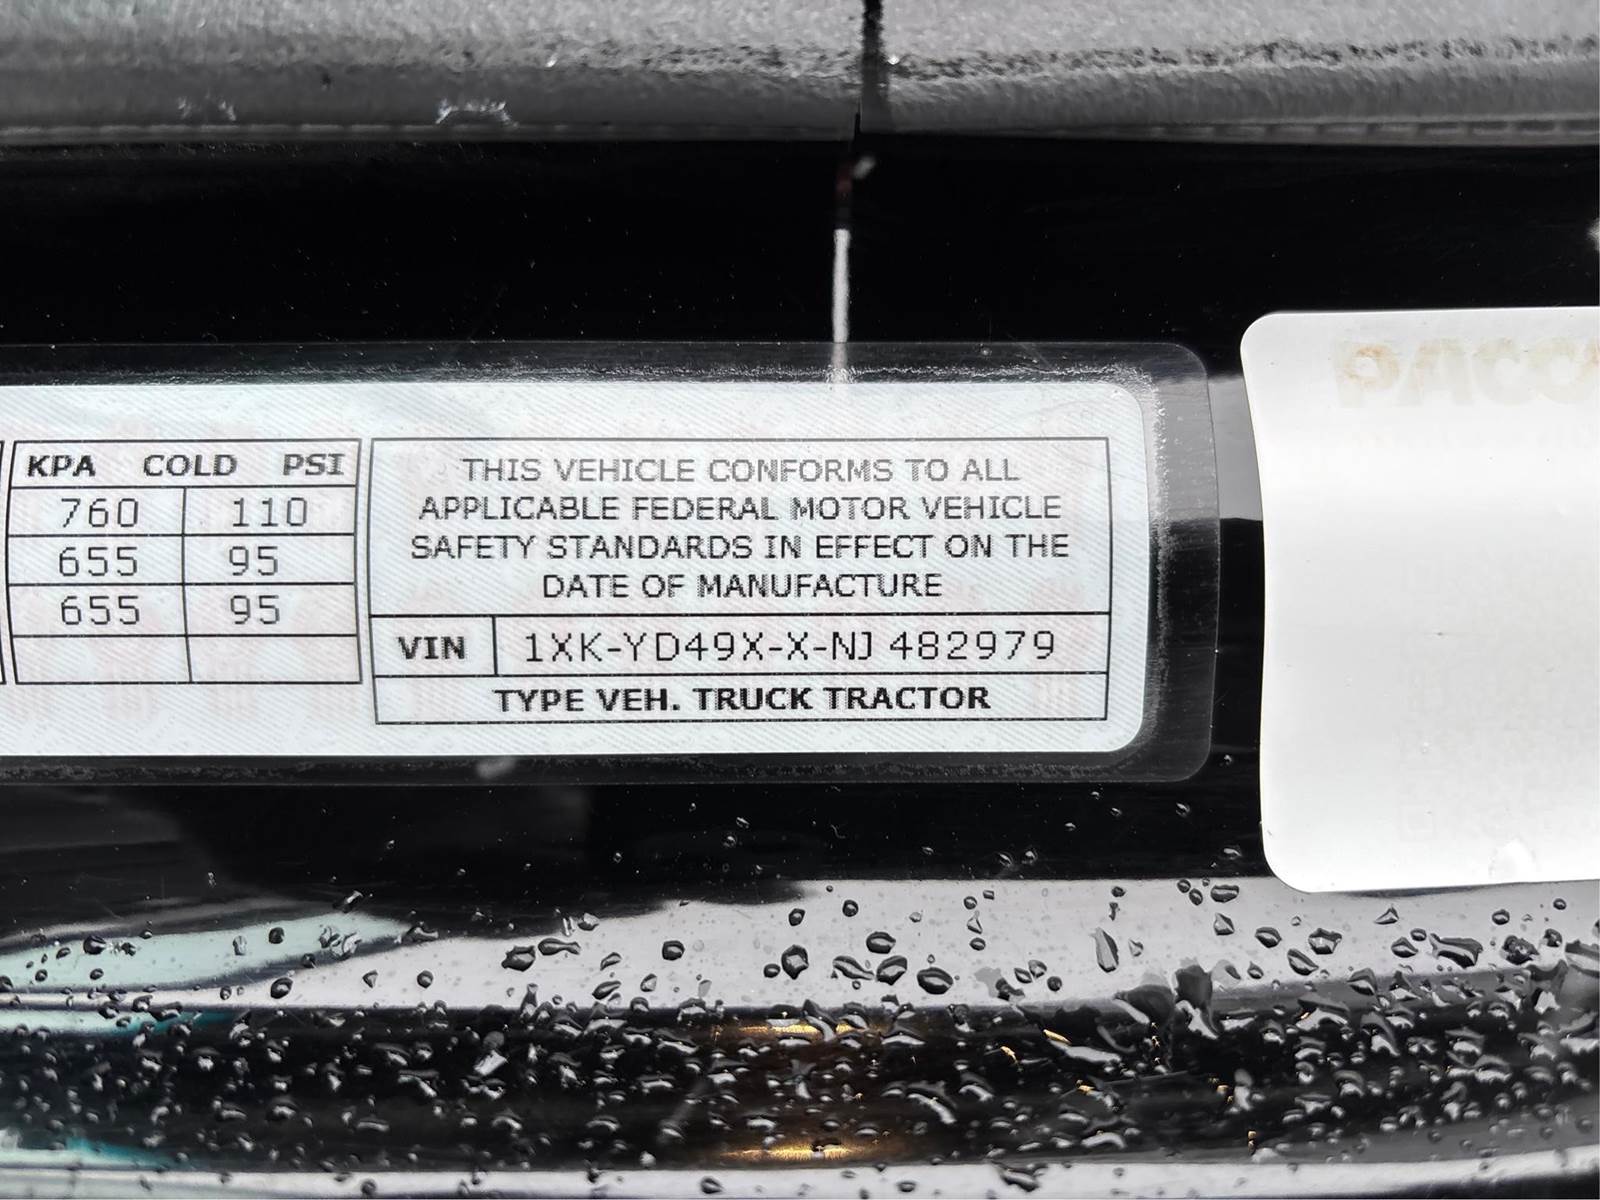 KPA COLD PSI
760 110
655 95
655 95
THIS VEHICLE CONFORMS TO ALL
APPLICABLE FEDERAL MOTOR VEHICLE
SAFETY STANDARDS IN EFFECT ON THE
DATE OF MANUFACTURE
VIN 1XK-YD49X-X-NJ 482979
TYPE VEH. TRUCK TRACTOR
PACC